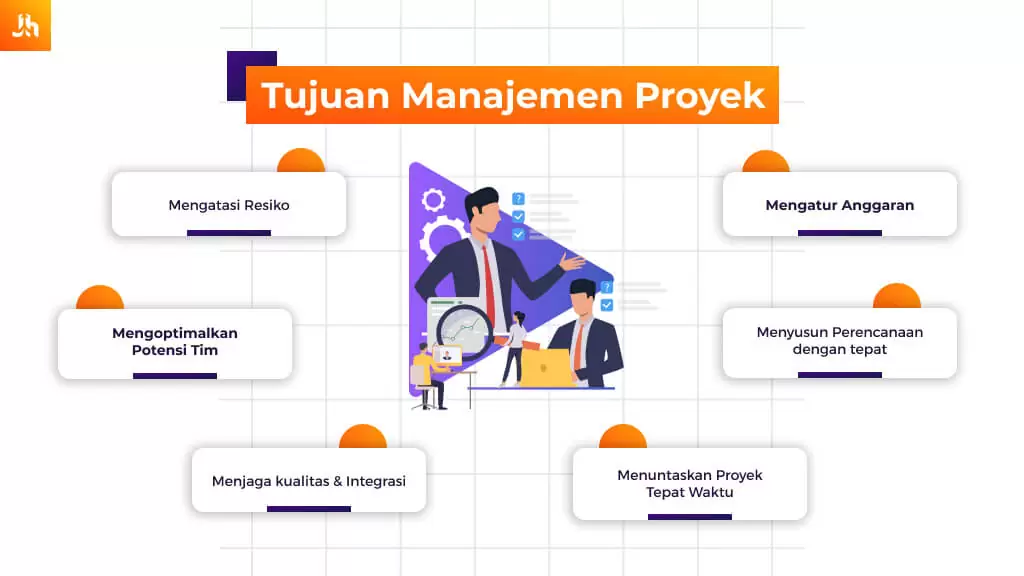 Jh
Tujuan Manajemen Proyek
Mengatasi Resiko
Mengatur Anggaran
Mengoptimalkan
Potensi Tim
Menyusun Perencanaan
dengan tepat
Menjaga kualitas & Integrasi
Menuntaskan Proyek
Tepat Waktu
?
?